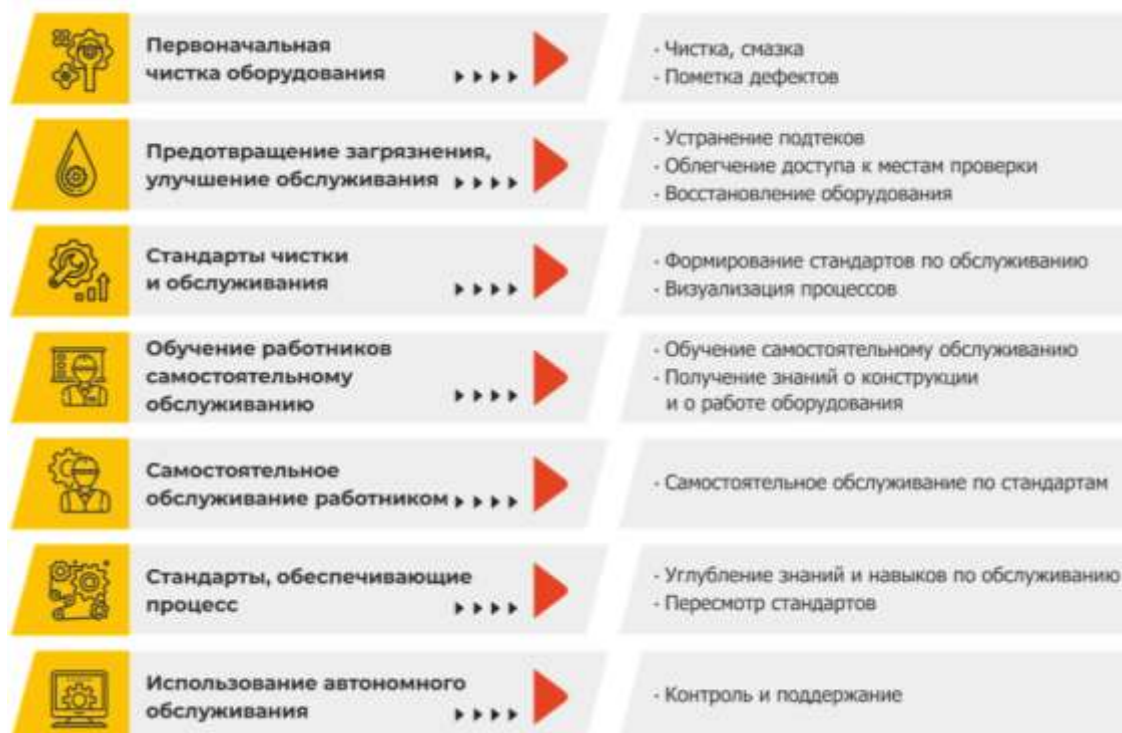 Первоначальная
чистка оборудования
- Чистка, смазка
- Пометка дефектов
Предотвращение загрязнения,
улучшение обслуживания
- Устранение подтеков
- Облегчение доступа к местам проверки
- Восстановление оборудования
Стандарты чистки
и обслуживания
- Формирование стандартов по обслуживанию
- Визуализация процессов
Обучение работников
самостоятельному
обслуживанию
- Обучение самостоятельному обслуживанию
- Получение знаний о конструкции
и о работе оборудования
Самостоятельное
обслуживание работником
- Самостоятельное обслуживание по стандартам
Стандарты, обеспечивающие
процесс
- Углубление знаний и навыков по обслуживанию
- Пересмотр стандартов
Использование автономного
обслуживания
- Контроль и поддержание